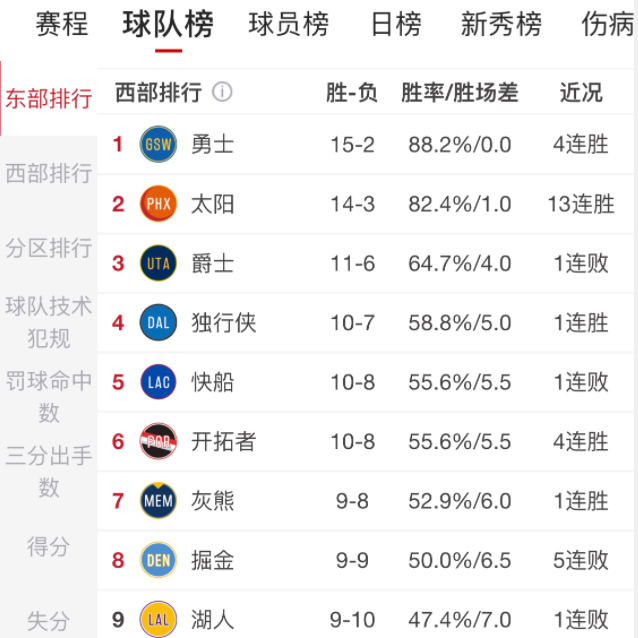 赛程 球队榜 球员榜 日榜 新秀榜 伤病
东部排行
西部排行
分区排行
球队技术
犯规
罚球命中
数
三分出手
数
得分
失分
西部排行 i 胜-负 胜率/胜场差 近况
1 GSW 勇士 15-2 88.2%/0.0 4连胜
2 PHX 太阳 14-3 82.4%/1.0 13连胜
3 UTA 爵士 11-6 64.7%/4.0 1连败
4 DAL 独行侠 10-7 58.8%/5.0 1连胜
5 LAC 快船 10-8 55.6%/5.5 1连败
6 POR 开拓者 10-8 55.6%/5.5 4连胜
7 MEM 灰熊 9-8 52.9%/6.0 1连胜
8 DEN 掘金 9-9 50.0%/6.5 5连败
9 LAL 湖人 9-10 47.4%/7.0 1连败